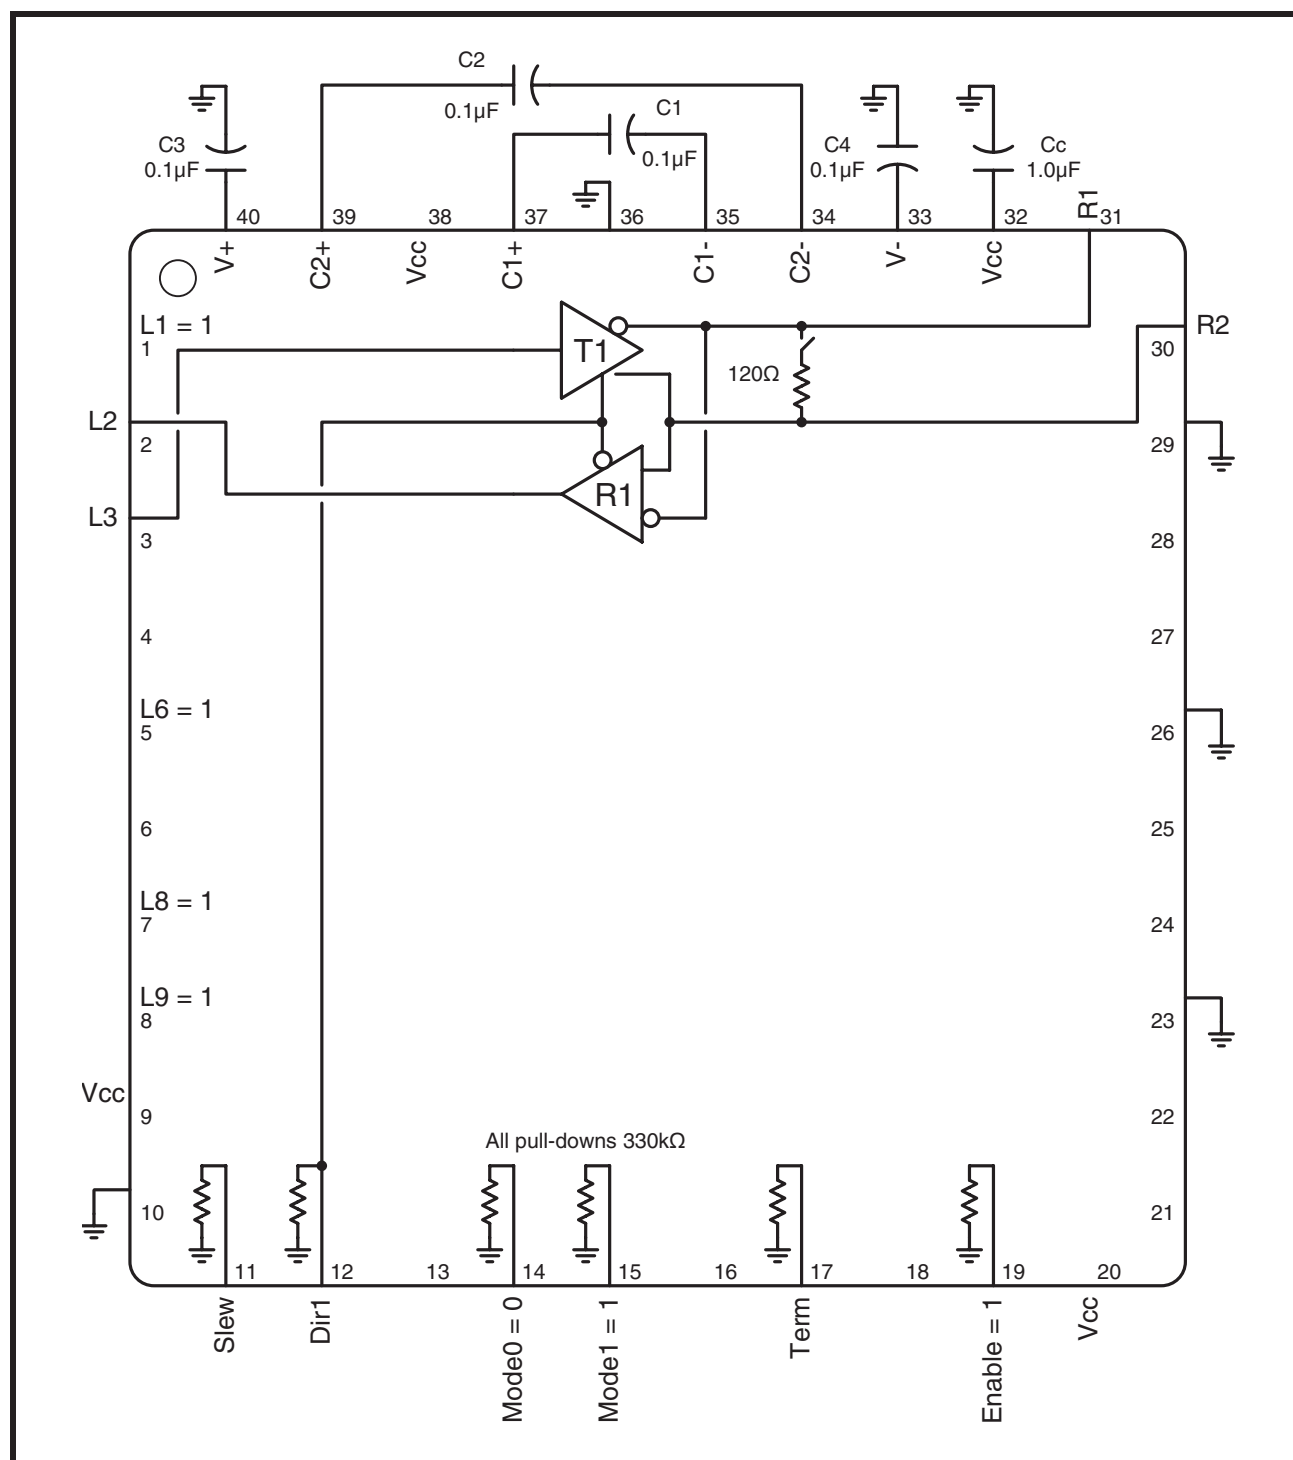 C2
0.1µF
C1
0.1µF
C3
0.1µF
C4
0.1µF
Cc
1.0µF
R1
40
39
38
37
36
35
34
33
32
31
V+
C2+
Vcc
C1+
C1-
C2-
V-
Vcc
L1 = 1
1
T1
R2
30
120Ω
L2
2
29
R1
L3
3
28
4
27
L6 = 1
5
26
6
25
L8 = 1
7
24
L9 = 1
8
23
Vcc
9
22
All pull-downs 330kΩ
10
21
11
12
13
14
15
16
17
18
19
20
Slew
Dir1
Mode0 = 0
Mode1 = 1
Term
Enable = 1
Vcc